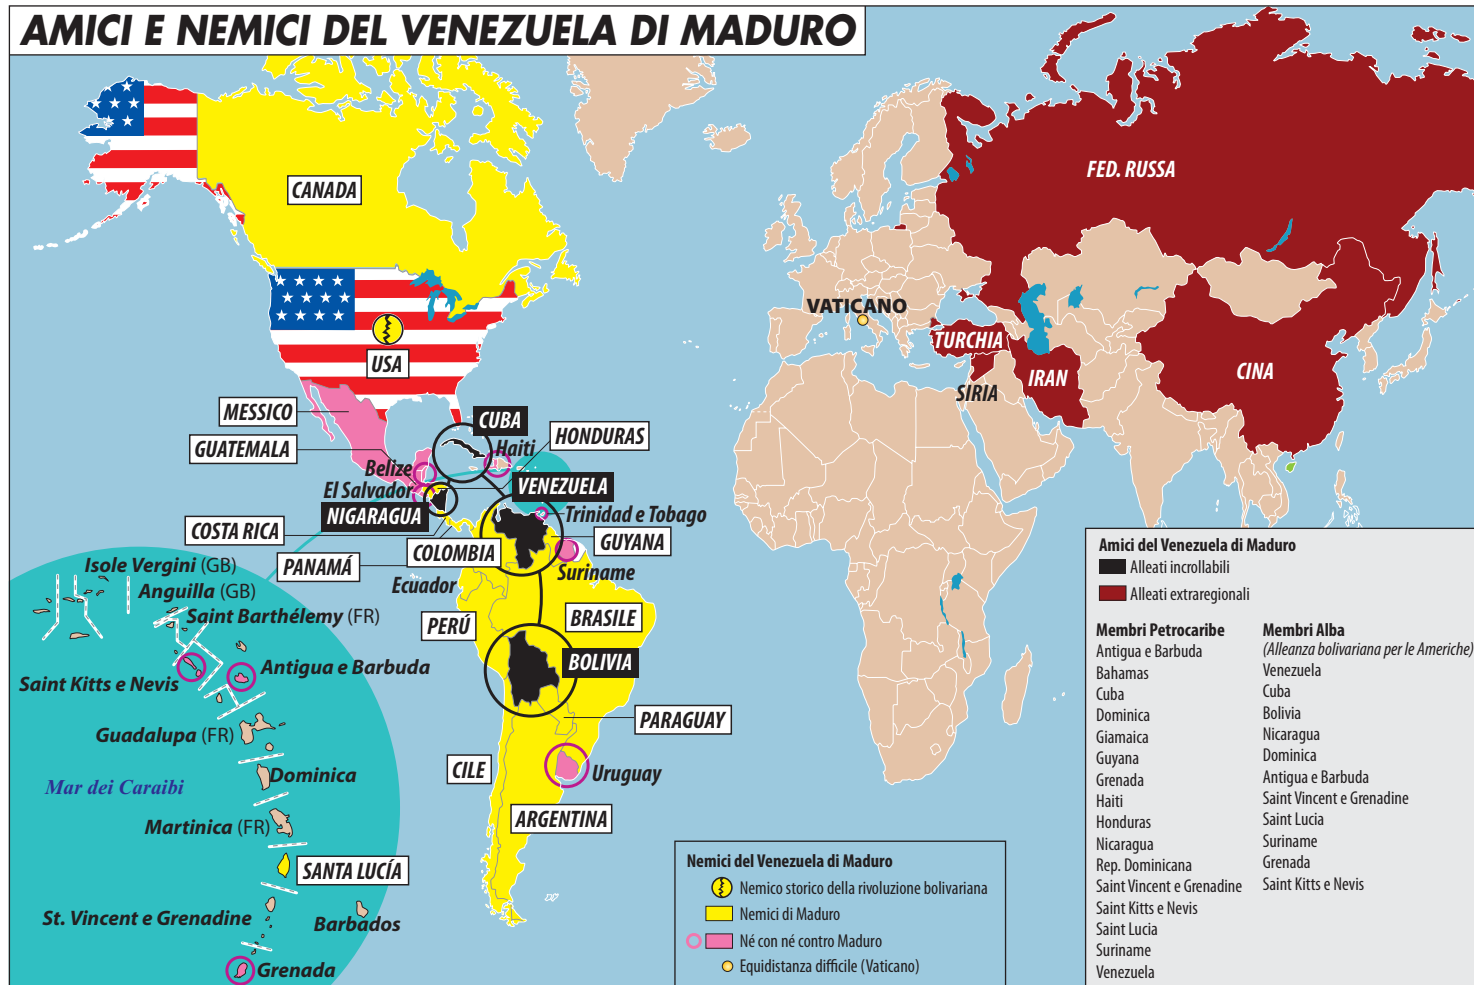 AMICI E NEMICI DEL VENEZUELA DI MADURO
CANADA
FED. RUSSA
VATICANO
TURCHIA
USA
IRAN
CINA
SIRIA
MESSICO
CUBA
GUATEMALA
HONDURAS
Haiti
Belize
El Salvador
VENEZUELA
NIGARAGUA
Trinidad e Tobago
COSTA RICA
GUYANA
COLOMBIA
PANAMÁ
Suriname
Ecuador
BRASILE
PERÚ
BOLIVIA
PARAGUAY
CILE
Uruguay
ARGENTINA
Isole Vergini (GB)
Anguilla (GB)
Saint Barthélemy (FR)
Antigua e Barbuda
Saint Kitts e Nevis
Guadalupa (FR)
Dominica
Mar dei Caraibi
Martinica (FR)
SANTA LUCÍA
St. Vincent e Grenadine
Barbados
Grenada
Nemici del Venezuela di Maduro
Nemico storico della rivoluzione bolivariana
Nemici di Maduro
Né con né contro Maduro
Equidistanza difficile (Vaticano)
Amici del Venezuela di Maduro
Alleati incrollabili
Alleati extraregionali
Membri Petrocaribe
Antigua e Barbuda
Bahamas
Cuba
Dominica
Giamaica
Guyana
Grenada
Haiti
Honduras
Nicaragua
Rep. Dominicana
Saint Vincent e Grenadine
Saint Kitts e Nevis
Saint Lucia
Suriname
Venezuela
Membri Alba
(Alleanza bolivariana per le Americhe)
Venezuela
Cuba
Bolivia
Nicaragua
Dominica
Antigua e Barbuda
Saint Vincent e Grenadine
Saint Lucia
Suriname
Grenada
Saint Kitts e Nevis